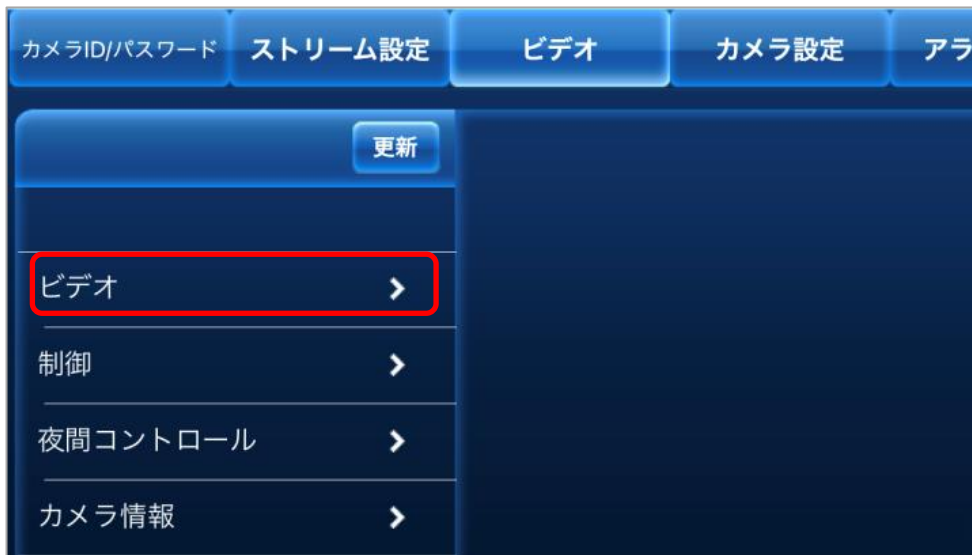 カメラID/パスワード ストリーム設定 ビデオ カメラ設定 アラ
更新
ビデオ
制御
夜間コントロール
カメラ情報